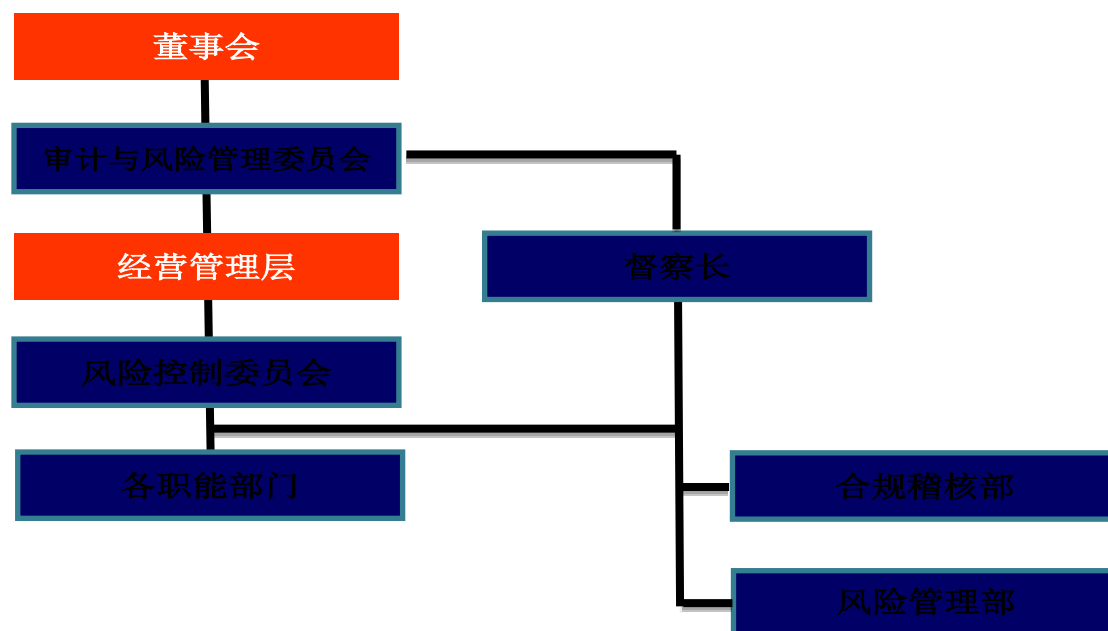 董事会
审计与风险管理委员会
经营管理层
督察长
风险控制委员会
各职能部门
合规稽核部
风险管理部